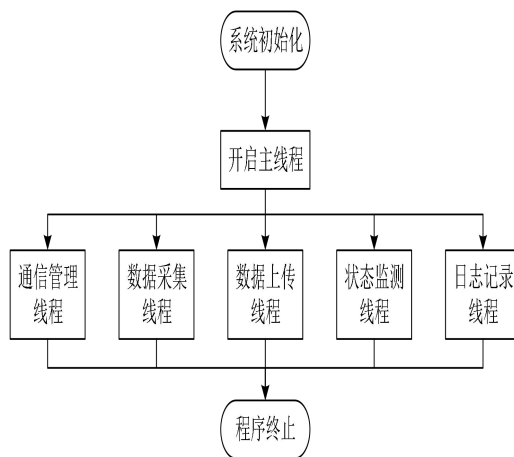 系统初始化
开启主线程
通信管理
线程
数据采集
线程
数据上传
线程
状态监测
线程
日志记录
线程
程序终止